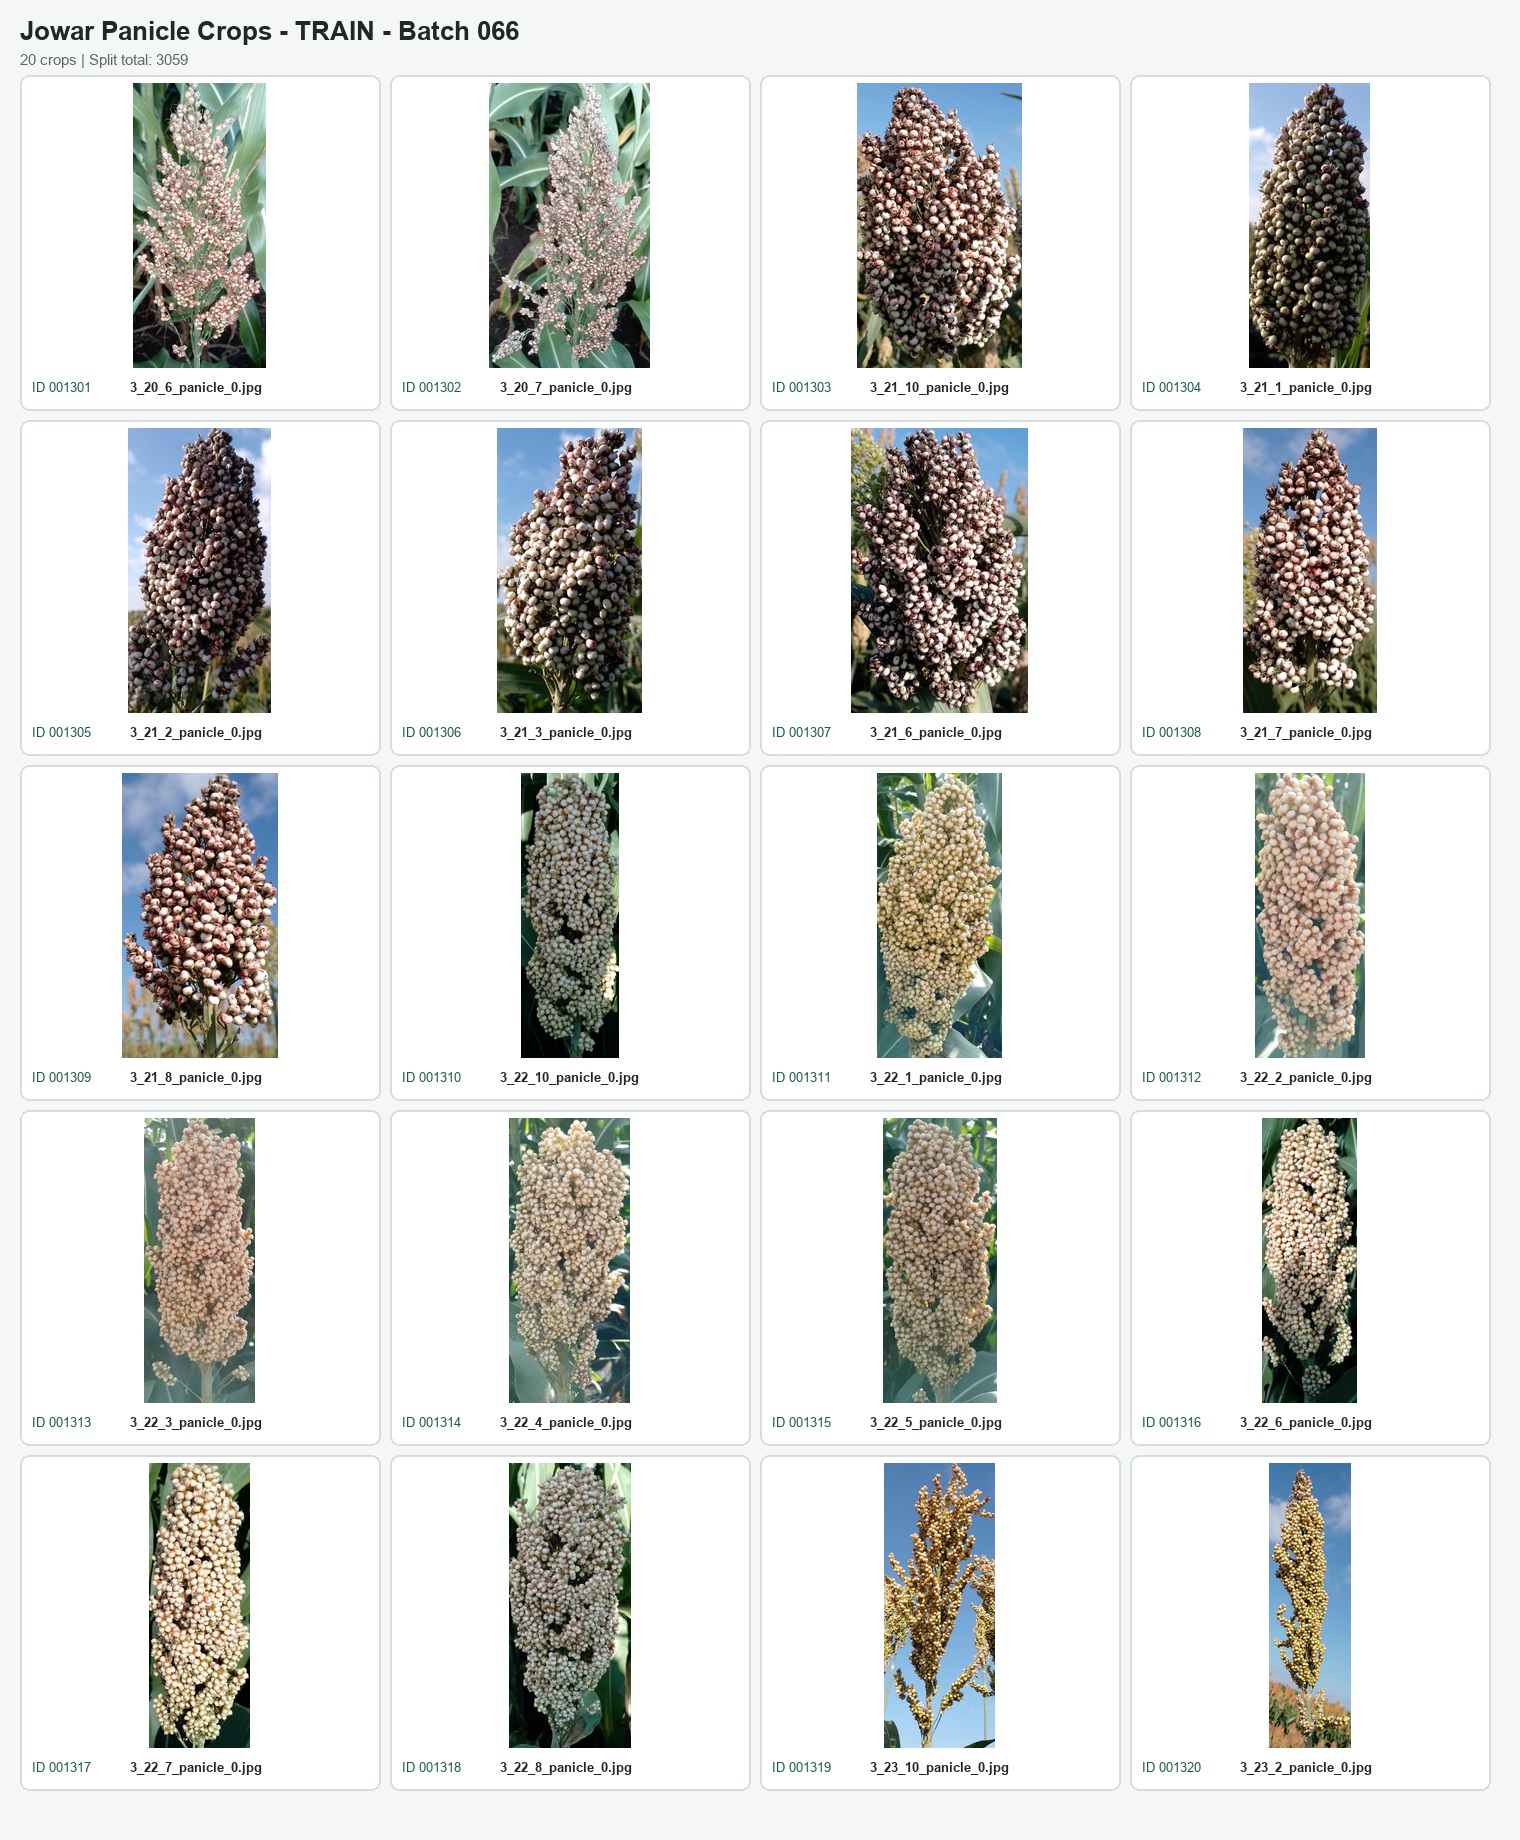 Jowar Panicle Crops - TRAIN - Batch 066
20 crops | Split total: 3059
ID 001301 3_20_6_panicle_0.jpg
ID 001302 3_20_7_panicle_0.jpg
ID 001303 3_21_10_panicle_0.jpg
ID 001304 3_21_1_panicle_0.jpg
ID 001305 3_21_2_panicle_0.jpg
ID 001306 3_21_3_panicle_0.jpg
ID 001307 3_21_6_panicle_0.jpg
ID 001308 3_21_7_panicle_0.jpg
ID 001309 3_21_8_panicle_0.jpg
ID 001310 3_22_10_panicle_0.jpg
ID 001311 3_22_1_panicle_0.jpg
ID 001312 3_22_2_panicle_0.jpg
ID 001313 3_22_3_panicle_0.jpg
ID 001314 3_22_4_panicle_0.jpg
ID 001315 3_22_5_panicle_0.jpg
ID 001316 3_22_6_panicle_0.jpg
ID 001317 3_22_7_panicle_0.jpg
ID 001318 3_22_8_panicle_0.jpg
ID 001319 3_23_10_panicle_0.jpg
ID 001320 3_23_2_panicle_0.jpg